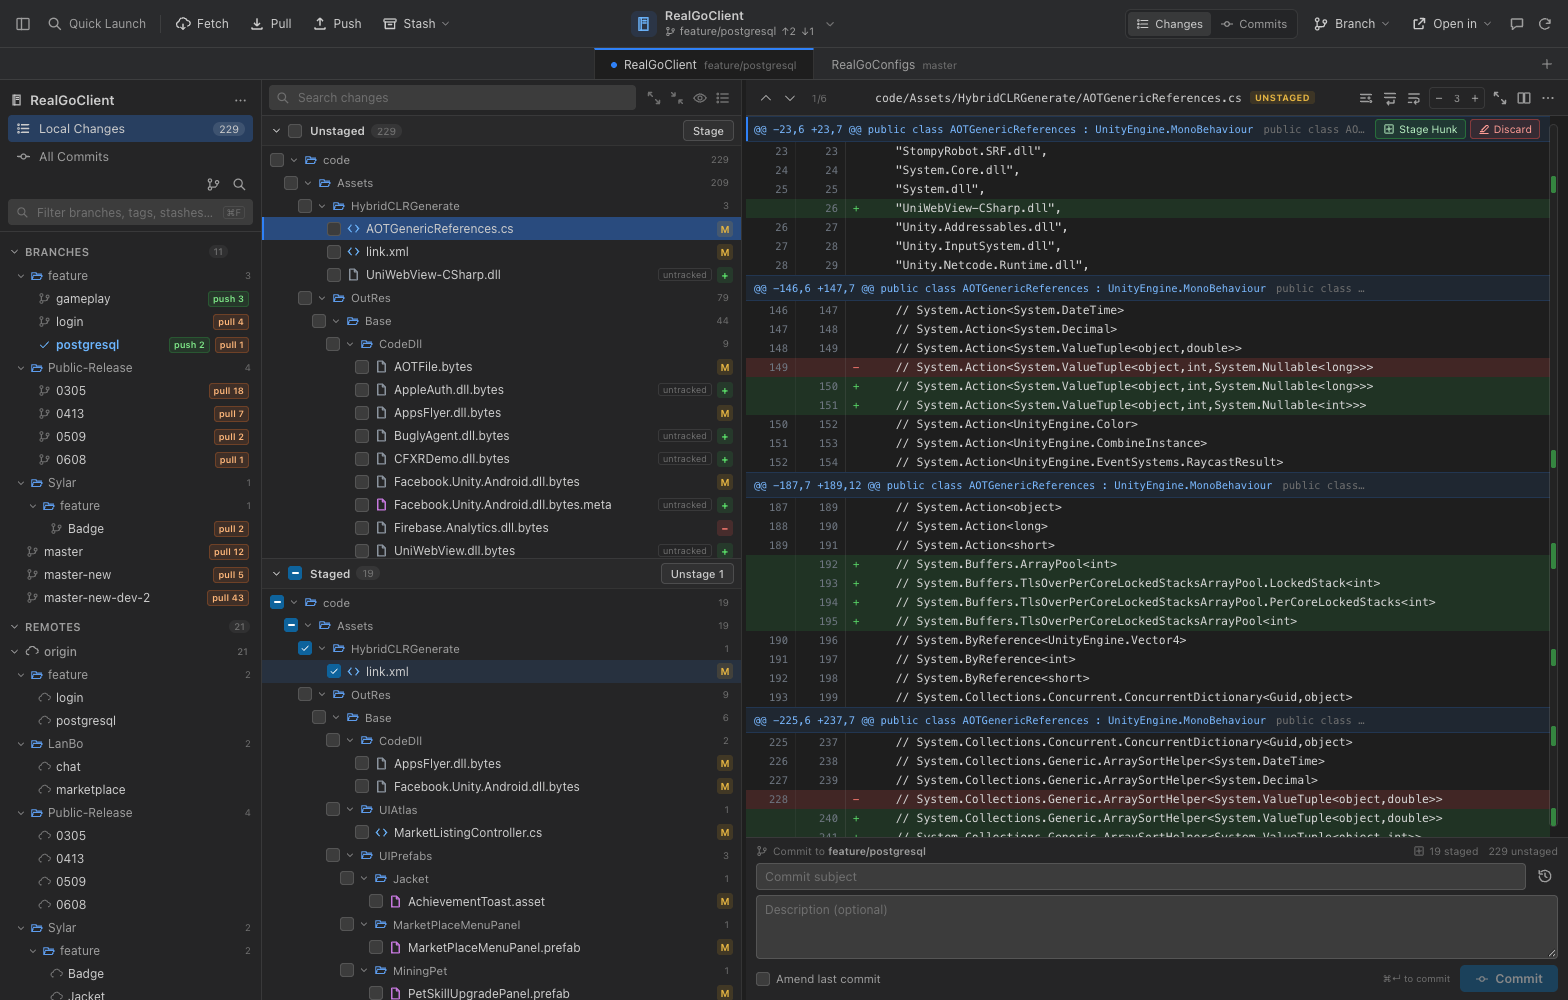 Quick Launch
Fetch
Pull
Push
Stash
RealGoClient
feature/postgresql ↑2 ↓1
Changes
Commits
Branch
Open in
RealGoClient feature/postgresql
RealGoConfigs master
RealGoClient
Local Changes 229
All Commits
Filter branches, tags, stashes... ⌘F
BRANCHES 11
feature 3
gameplay push 3
login pull 4
postgresql push 2 pull 1
Public-Release 4
0305 pull 18
0413 pull 7
0509 pull 2
0608 pull 1
Sylar 1
feature 1
Badge pull 2
master pull 12
master-new pull 5
master-new-dev-2 pull 43
REMOTES 21
origin 21
feature 2
login
postgresql
LanBo 2
chat
marketplace
Public-Release 4
0305
0413
0509
0608
Sylar 2
feature 2
Badge
Jacket
Search changes
Unstaged 229 Stage
code 229
Assets 209
HybridCLRGenerate 3
AOTGenericReferences.cs M
link.xml M
UniWebView-CSharp.dll untracked +
OutRes 79
Base 44
CodeDll 9
AOTFile.bytes M
AppleAuth.dll.bytes untracked +
AppsFlyer.dll.bytes M
BuglyAgent.dll.bytes untracked +
CFXRDemo.dll.bytes untracked +
Facebook.Unity.Android.dll.bytes M
Facebook.Unity.Android.dll.bytes.meta untracked +
Firebase.Analytics.dll.bytes −
UniWebView.dll.bytes untracked +
Staged 19 Unstage 1
code 19
Assets 19
HybridCLRGenerate 1
link.xml M
OutRes 9
Base 6
CodeDll 2
AppsFlyer.dll.bytes M
Facebook.Unity.Android.dll.bytes M
UIAtlas 1
MarketListingController.cs M
UIPrefabs 3
Jacket 1
AchievementToast.asset M
MarketPlaceMenuPanel 1
MarketPlaceMenuPanel.prefab M
MiningPet 1
PetSkillUpgradePanel.prefab M
1/6 code/Assets/HybridCLRGenerate/AOTGenericReferences.cs UNSTAGED − 3 +
@@ −23,6 +23,7 @@ public class AOTGenericReferences : UnityEngine.MonoBehaviour public class AO… Stage Hunk Discard
23 23 "StompyRobot.SRF.dll",
24 24 "System.Core.dll",
25 25 "System.dll",
26 + "UniWebView-CSharp.dll",
26 27 "Unity.Addressables.dll",
27 28 "Unity.InputSystem.dll",
28 29 "Unity.Netcode.Runtime.dll",
@@ −146,6 +147,7 @@ public class AOTGenericReferences : UnityEngine.MonoBehaviour public class …
146 147 // System.Action<System.DateTime>
147 148 // System.Action<System.Decimal>
148 149 // System.Action<System.ValueTuple<object,double>>
149 − // System.Action<System.ValueTuple<object,int,System.Nullable<long>>>
150 + // System.Action<System.ValueTuple<object,int,System.Nullable<long>>>
151 + // System.Action<System.ValueTuple<object,int,System.Nullable<int>>>
150 152 // System.Action<UnityEngine.Color>
151 153 // System.Action<UnityEngine.CombineInstance>
152 154 // System.Action<UnityEngine.EventSystems.RaycastResult>
@@ −187,7 +189,12 @@ public class AOTGenericReferences : UnityEngine.MonoBehaviour public class…
187 189 // System.Action<object>
188 190 // System.Action<long>
189 191 // System.Action<short>
192 + // System.Buffers.ArrayPool<int>
193 + // System.Buffers.TlsOverPerCoreLockedStacksArrayPool.LockedStack<int>
194 + // System.Buffers.TlsOverPerCoreLockedStacksArrayPool.PerCoreLockedStacks<int>
195 + // System.Buffers.TlsOverPerCoreLockedStacksArrayPool<int>
190 196 // System.ByReference<UnityEngine.Vector4>
191 197 // System.ByReference<int>
192 198 // System.ByReference<short>
193 199 // System.Collections.Concurrent.ConcurrentDictionary<Guid,object>
@@ −225,6 +237,7 @@ public class AOTGenericReferences : UnityEngine.MonoBehaviour public class …
225 237 // System.Collections.Concurrent.ConcurrentDictionary<Guid,object>
226 238 // System.Collections.Generic.ArraySortHelper<System.DateTime>
227 239 // System.Collections.Generic.ArraySortHelper<System.Decimal>
228 − // System.Collections.Generic.ArraySortHelper<System.ValueTuple<object,double>>
240 + // System.Collections.Generic.ArraySortHelper<System.ValueTuple<object,double>>
241 + // System.Collections.Generic.ArraySortHelper<System.ValueTuple<object,int>>
Commit to feature/postgresql 19 staged 229 unstaged
Commit subject
Description (optional)
Amend last commit ⌘↵ to commit Commit